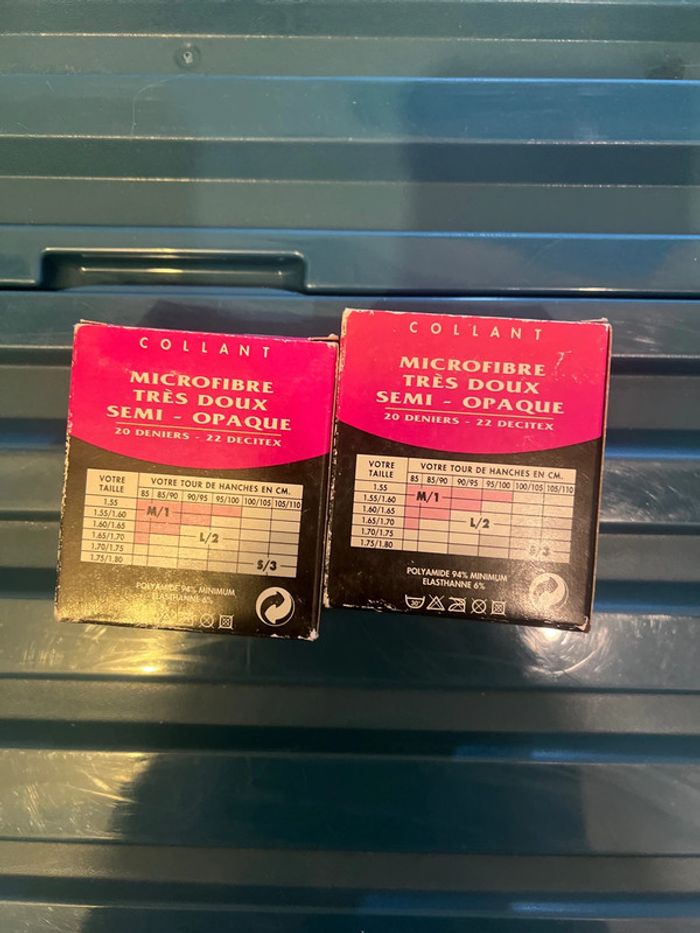 COLLANT
MICROFIBRE
TRÈS DOUX
SEMI - OPAQUE
20 DENIERS - 22 DECITEX
VOTRE TAILLE
VOTRE TOUR DE HANCHES EN CM.
85 85/90 90/95 95/100 100/105 105/110
1.55
1.55/1.60 M/1
1.60/1.65
1.65/1.70 L/2
1.70/1.75
1.75/1.80 S/3
POLYAMIDE 94% MINIMUM
ELASTHANNE 6%
COLLANT
MICROFIBRE
TRÈS DOUX
SEMI - OPAQUE
20 DENIERS - 22 DECITEX
VOTRE TAILLE
VOTRE TOUR DE HANCHES EN CM.
85 85/90 90/95 95/100 100/105 105/110
1.55
1.55/1.60 M/1
1.60/1.65
1.65/1.70 L/2
1.70/1.75
1.75/1.80 S/3
POLYAMIDE 94% MINIMUM
ELASTHANNE 6%
30°